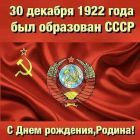 30 декабря 1922 года
был образован СССР
С Днем рождения,Родина!